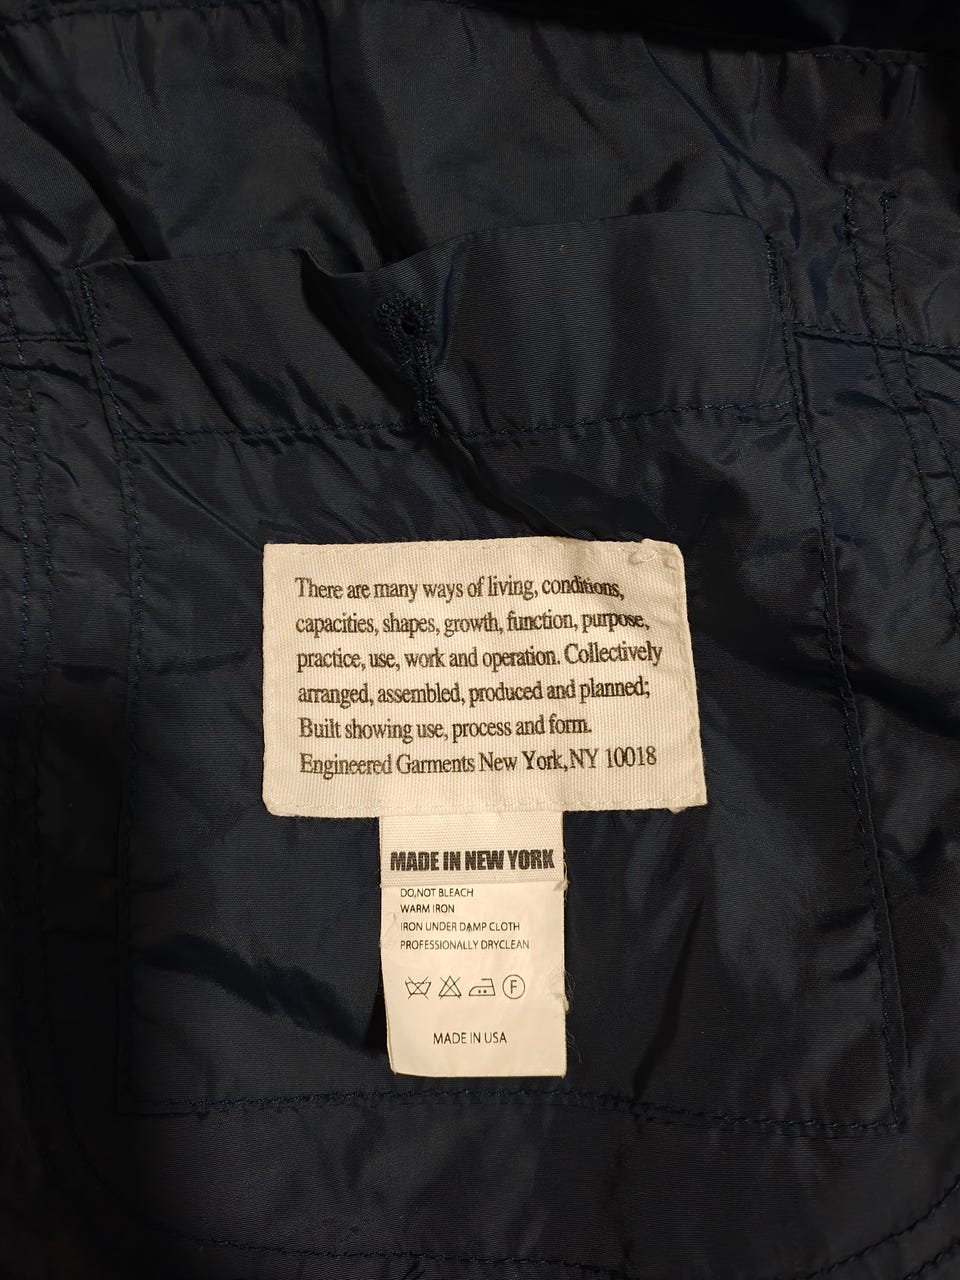 There are many ways of living, conditions,
capacities, shapes, growth, function, purpose,
practice, use, work and operation. Collectively
arranged, assembled, produced and planned;
Built showing use, process and form.
Engineered Garments New York, NY 10018
MADE IN NEW YORK
DO,NOT BLEACH
WARM IRON
IRON UNDER DAMP CLOTH
PROFESSIONALLY DRYCLEAN
F
MADE IN USA